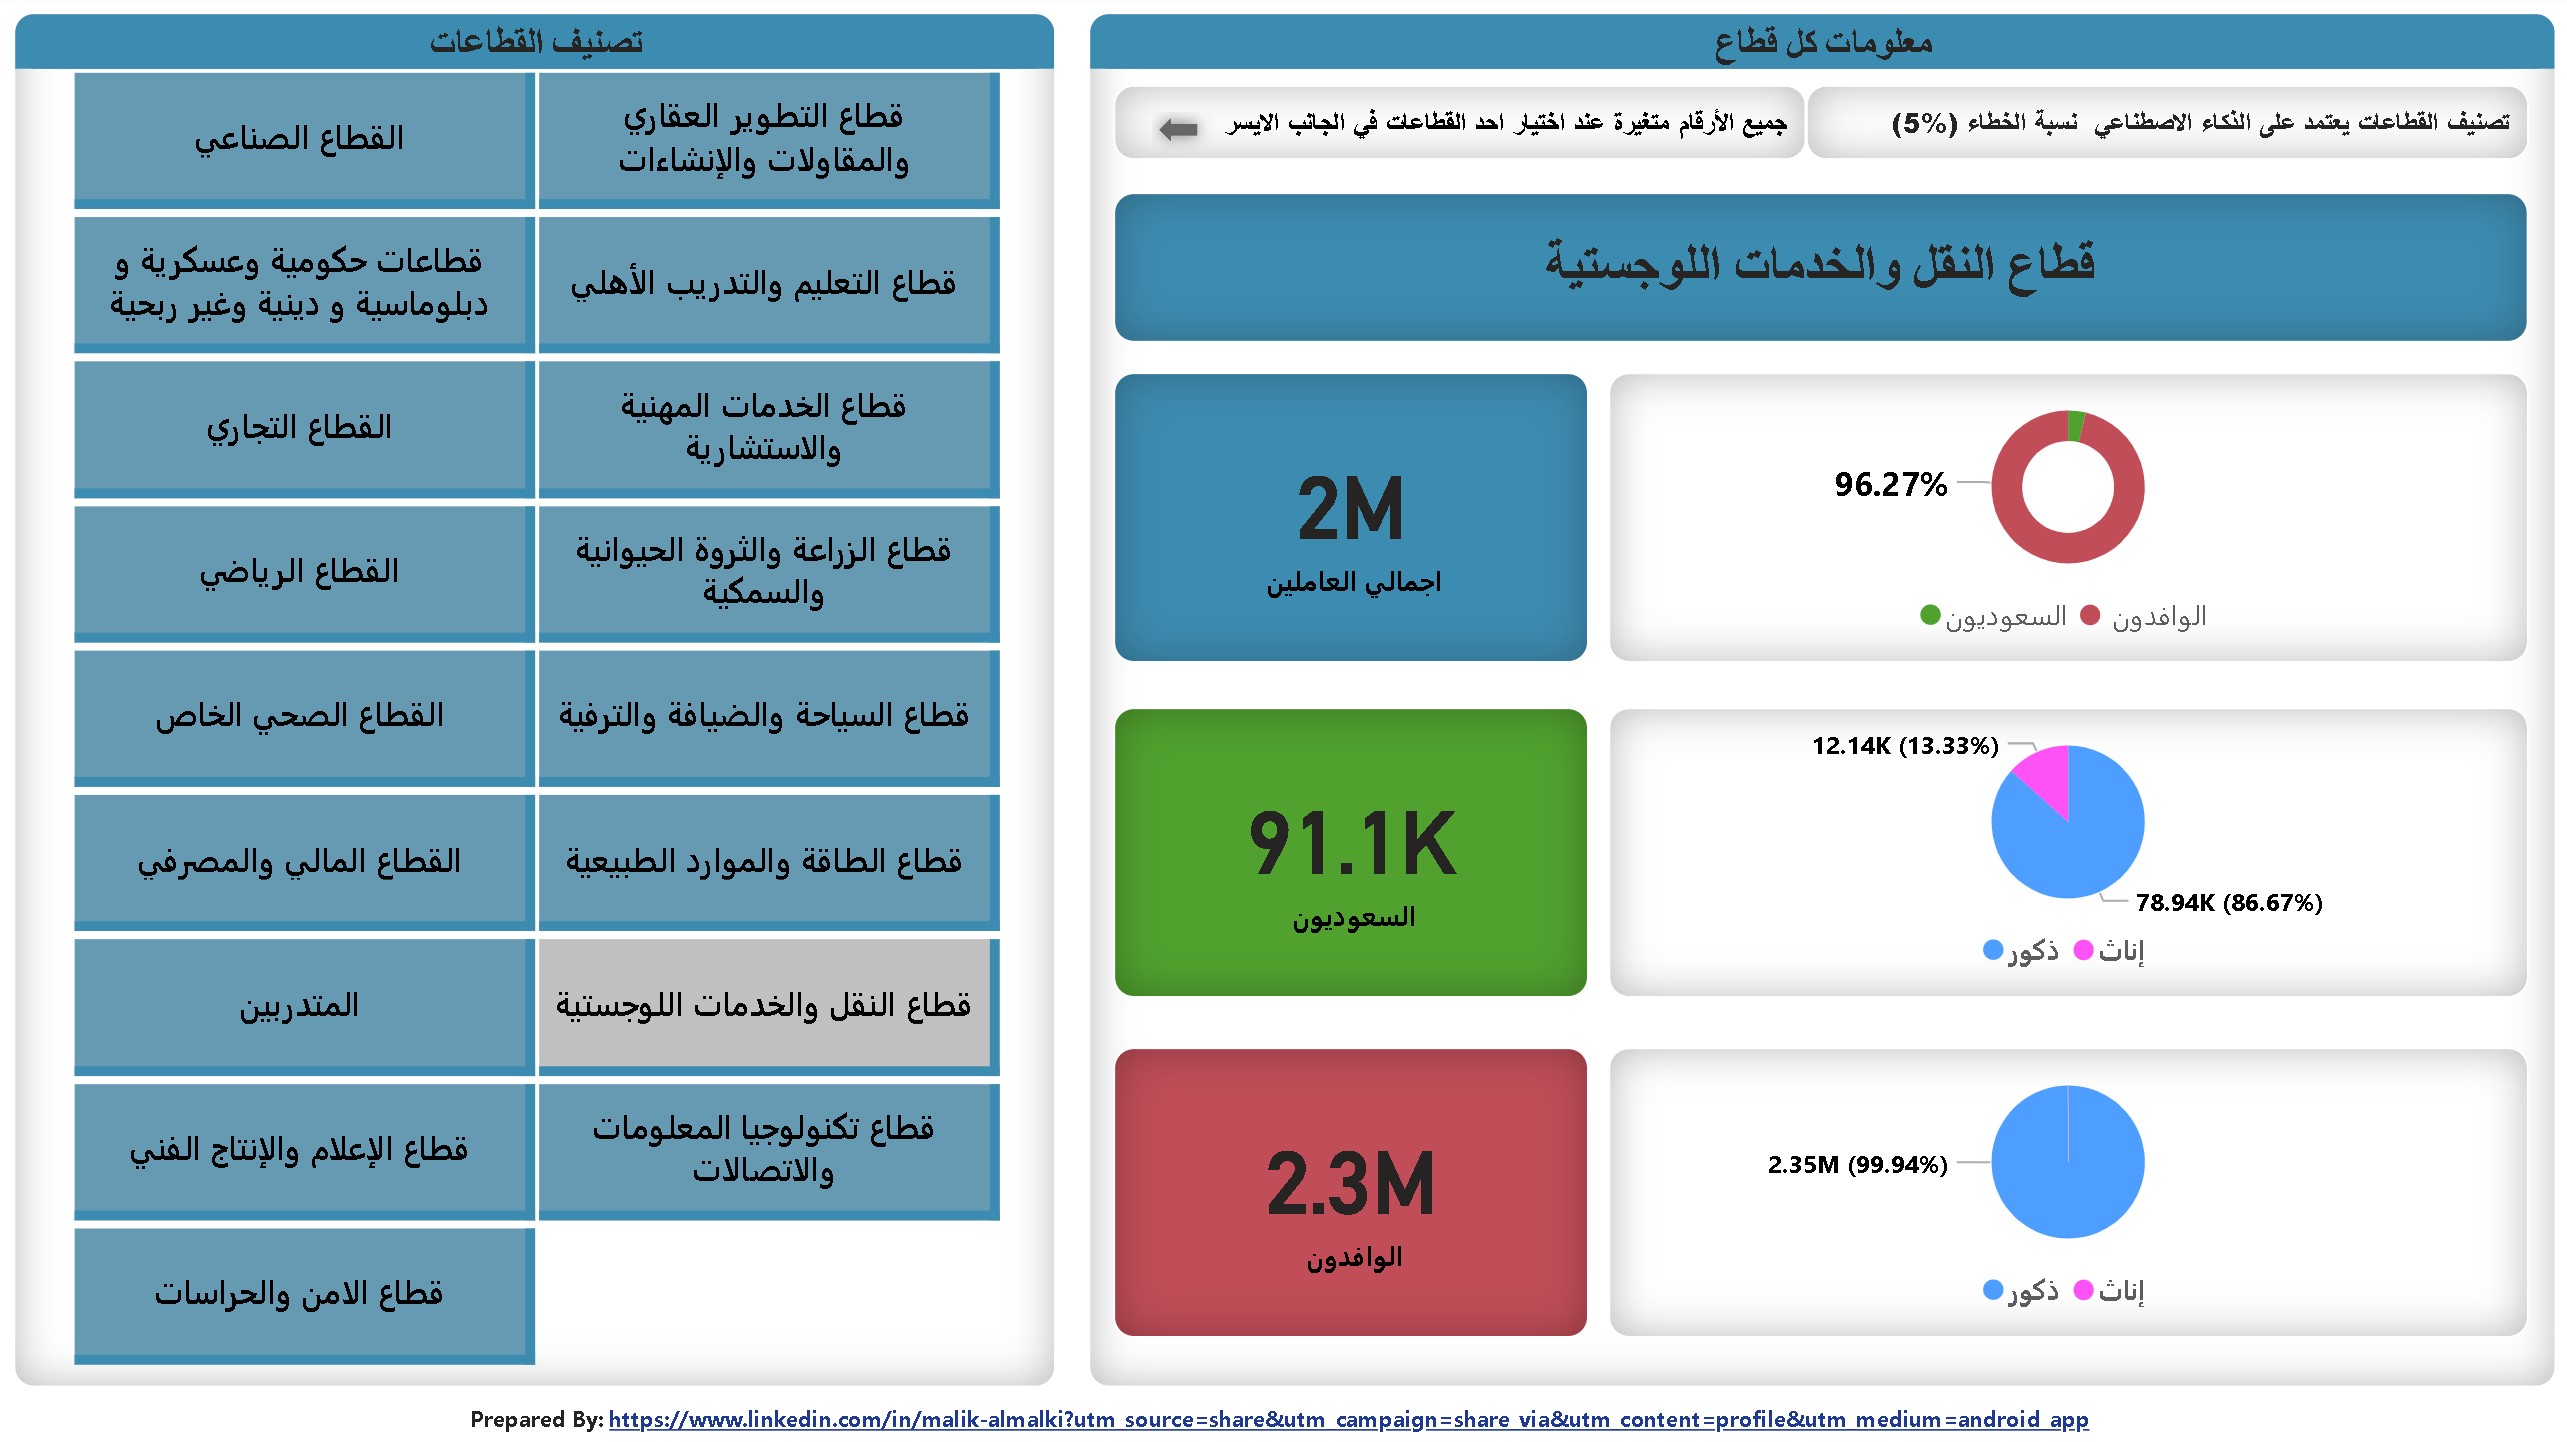 معلومات كل قطاع
تصنيف القطاعات يعتمد على الذكاء الاصطناعي نسبة الخطاء (5%)
جميع الأرقام متغيرة عند اختيار احد القطاعات في الجانب الايسر
قطاع النقل والخدمات اللوجستية
96.27%
السعوديون
الوافدون
2M
اجمالي العاملين
12.14K (13.33%)
78.94K (86.67%)
ذكور
إناث
91.1K
السعوديون
2.35M (99.94%)
ذكور
إناث
2.3M
الوافدون
تصنيف القطاعات
قطاع التطوير العقاري
والمقاولات والإنشاءات
القطاع الصناعي
قطاع التعليم والتدريب الأهلي
قطاعات حكومية وعسكرية و
دبلوماسية و دينية وغير ربحية
قطاع الخدمات المهنية
والاستشارية
القطاع التجاري
قطاع الزراعة والثروة الحيوانية
والسمكية
القطاع الرياضي
قطاع السياحة والضيافة والترفية
القطاع الصحي الخاص
قطاع الطاقة والموارد الطبيعية
القطاع المالي والمصرفي
قطاع النقل والخدمات اللوجستية
المتدربين
قطاع تكنولوجيا المعلومات
والاتصالات
قطاع الإعلام والإنتاج الفني
قطاع الامن والحراسات
Prepared By: https://www.linkedin.com/in/malik-almalki?utm_source=share&utm_campaign=share_via&utm_content=profile&utm_medium=android_app